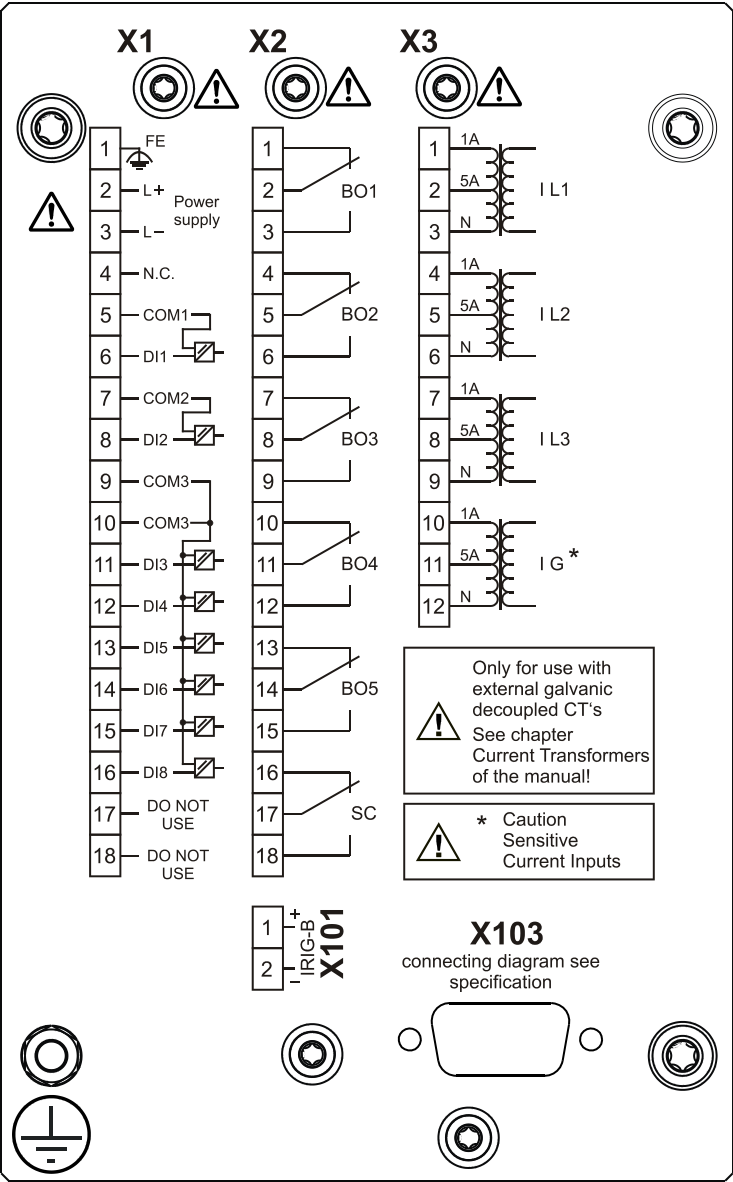 X1
X2
X3
1 FE
2 L+ Power
supply
3 L–
4 N.C.
5 COM1
6 DI1
7 COM2
8 DI2
9 COM3
10 COM3
11 DI3
12 DI4
13 DI5
14 DI6
15 DI7
16 DI8
17 DO NOT
USE
18 DO NOT
USE
1
2 BO1
3
4
5 BO2
6
7
8 BO3
9
10
11 BO4
12
13
14 BO5
15
16
17 SC
18
1 1A
2 5A I L1
3 N
4 1A
5 5A I L2
6 N
7 1A
8 5A I L3
9 N
10 1A
11 5A I G*
12 N
Only for use with
external galvanic
decoupled CT‘s
See chapter
Current Transformers
of the manual!
* Caution
Sensitive
Current Inputs
1 +
2 –
IRIG-B
X101
X103
connecting diagram see
specification